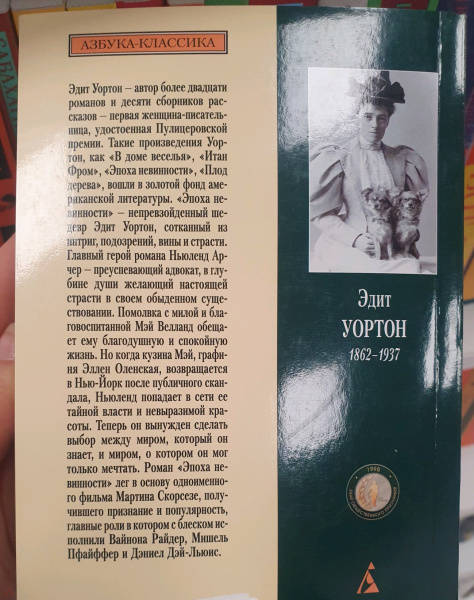 АЗБУКА-КЛАССИКА
Эдит Уортон – автор более двадцати
романов и десяти сборников рас-
сказов – первая женщина-писатель-
ница, удостоенная Пулицеровской
премии. Такие произведения Уор-
тон, как «В доме веселья», «Итан
Фром», «Эпоха невинности», «Плод
дерева», вошли в золотой фонд аме-
риканской литературы. «Эпоха не-
винности» – непревзойденный ше-
девр Эдит Уортон, сотканный из
интриг, подозрений, вины и страсти.
Главный герой романа Ньюленд Ар-
чер – преуспевающий адвокат, в глу-
бине души желающий настоящей
страсти в своем обыденном суще-
ствовании. Помолвка с милой и бла-
говоспитанной Мэй Велланд обеща-
ет ему благодушную и спокойную
жизнь. Но когда кузина Мэй, графи-
ня Эллен Оленская, возвращается
в Нью-Йорк после публичного скан-
дала, Ньюленд попадает в сети ее
тайной власти и невыразимой кра-
соты. Теперь он вынужден сделать
выбор между миром, который он
знает, и миром, о котором он мог
только мечтать. Роман «Эпоха не-
винности» лег в основу одноименно-
го фильма Мартина Скорсезе, полу-
чившего признание и популярность,
главные роли в котором с блеском ис-
полнили Вайнона Райдер, Мишель
Пфайффер и Дэниел Дэй-Льюис.
Эдит
УОРТОН
1862–1937
1998